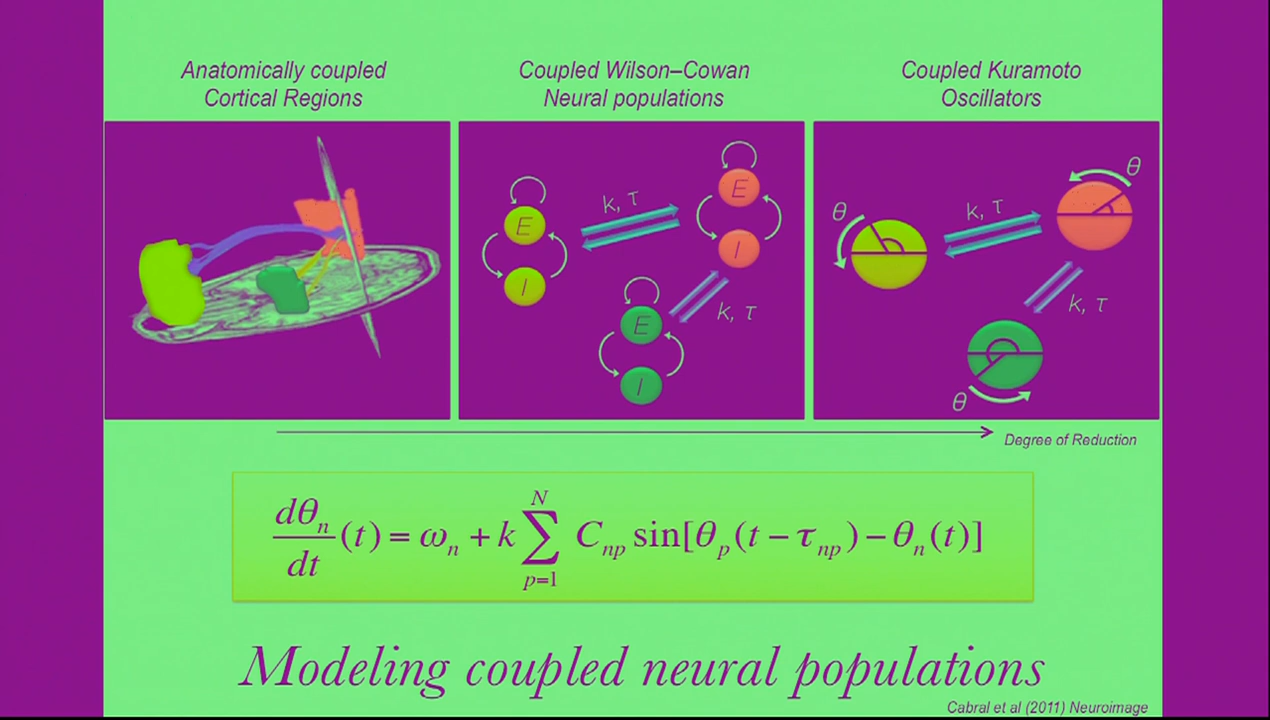 Anatomically coupled
Cortical Regions
Coupled Wilson–Cowan
Neural populations
Coupled Kuramoto
Oscillators
E
I
k, τ
E
I
E
I
k, τ
θ
k, τ
θ
k, τ
θ
Degree of Reduction
dθn/dt (t) = ωn + k ∑p=1N Cnp sin[θp(t − τnp) − θn(t)]
Modeling coupled neural populations
Cabral et al (2011) Neuroimage